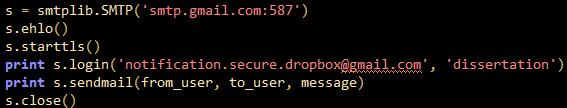 s = smtplib.SMTP('smtp.gmail.com:587')
s.ehlo()
s.starttls()
print s.login('notification.secure.dropbox@gmail.com', 'dissertation')
print s.sendmail(from_user, to_user, message)
s.close()